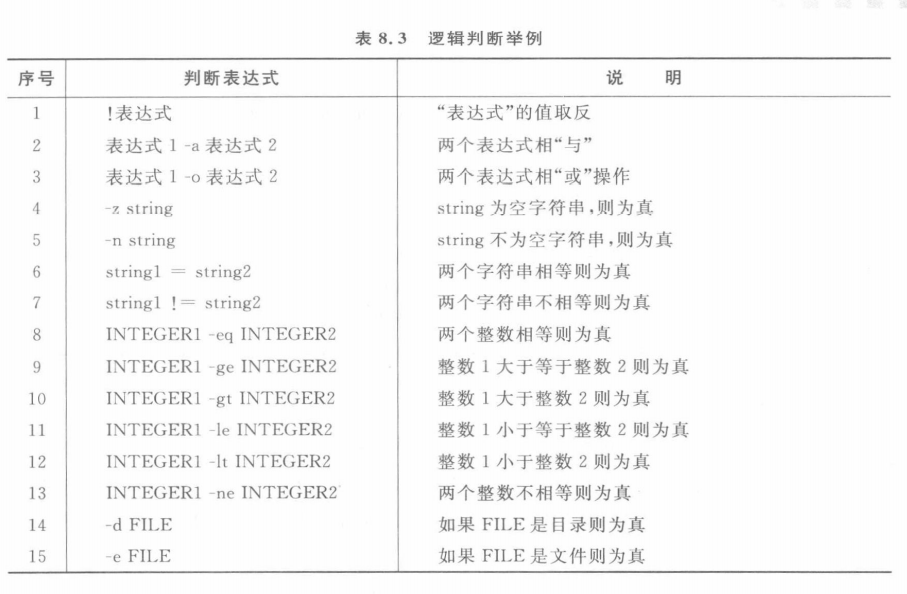 表 8.3 逻辑判断举例
序号 判断表达式 说 明
1 !表达式 “表达式”的值取反
2 表达式 1 -a 表达式 2 两个表达式相“与”
3 表达式 1 -o 表达式 2 两个表达式相“或”操作
4 -z string string 为空字符串,则为真
5 -n string string 不为空字符串,则为真
6 string1 = string2 两个字符串相等则为真
7 string1 != string2 两个字符串不相等则为真
8 INTEGER1 -eq INTEGER2 两个整数相等则为真
9 INTEGER1 -ge INTEGER2 整数 1 大于等于整数 2 则为真
10 INTEGER1 -gt INTEGER2 整数 1 大于整数 2 则为真
11 INTEGER1 -le INTEGER2 整数 1 小于等于整数 2 则为真
12 INTEGER1 -lt INTEGER2 整数 1 小于整数 2 则为真
13 INTEGER1 -ne INTEGER2 两个整数不相等则为真
14 -d FILE 如果 FILE 是目录则为真
15 -e FILE 如果 FILE 是文件则为真